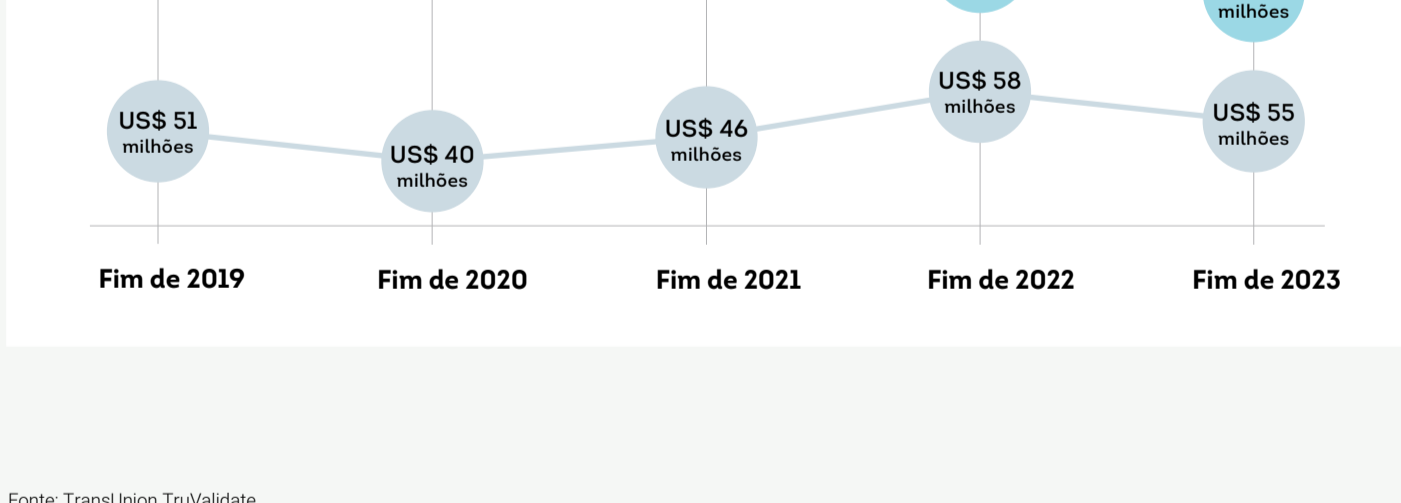 milhões
US$ 58
milhões
US$ 55
milhões
US$ 51
milhões
US$ 46
milhões
US$ 40
milhões
Fim de 2019
Fim de 2020
Fim de 2021
Fim de 2022
Fim de 2023
Fonte: TransUnion TruValidate